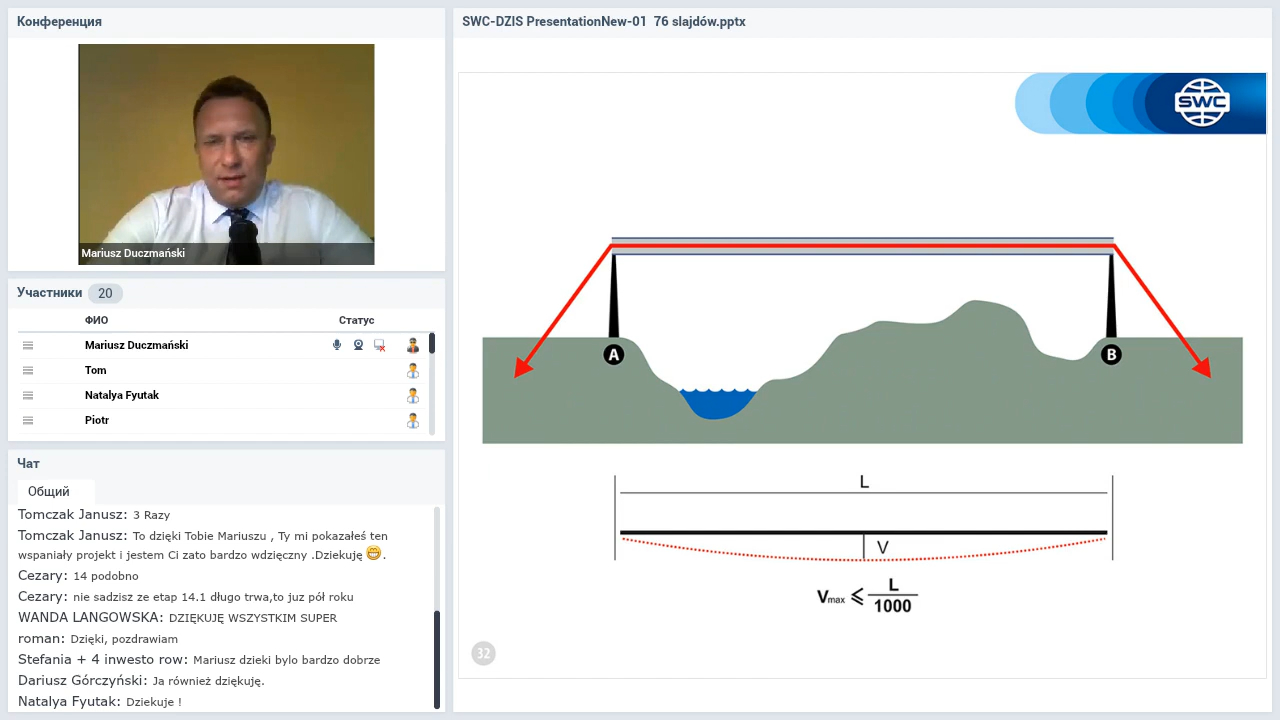 Конференция
Mariusz Duczmański
Участники 20
ФИО Статус
Mariusz Duczmański
Tom
Natalya Fyutak
Piotr
Чат
Общий
Tomczak Janusz: 3 Razy
Tomczak Janusz: To dzięki Tobie Mariuszu , Ty mi pokazałeś ten
wspaniały projekt i jestem Ci zato bardzo wdzięczny .Dziekuję 😁.
Cezary: 14 podobno
Cezary: nie sadzisz ze etap 14.1 długo trwa,to juz pół roku
WANDA LANGOWSKA: DZIĘKUJĘ WSZYSTKIM SUPER
roman: Dzięki, pozdrawiam
Stefania + 4 inwesto row: Mariusz dzieki bylo bardzo dobrze
Dariusz Górczyński: Ja również dziękuję.
Natalya Fyutak: Dziekuje !
SWC-DZIS PresentationNew-01 76 slajdów.pptx
SWC
A B
L
V
Vmax ⩽ L/1000
32